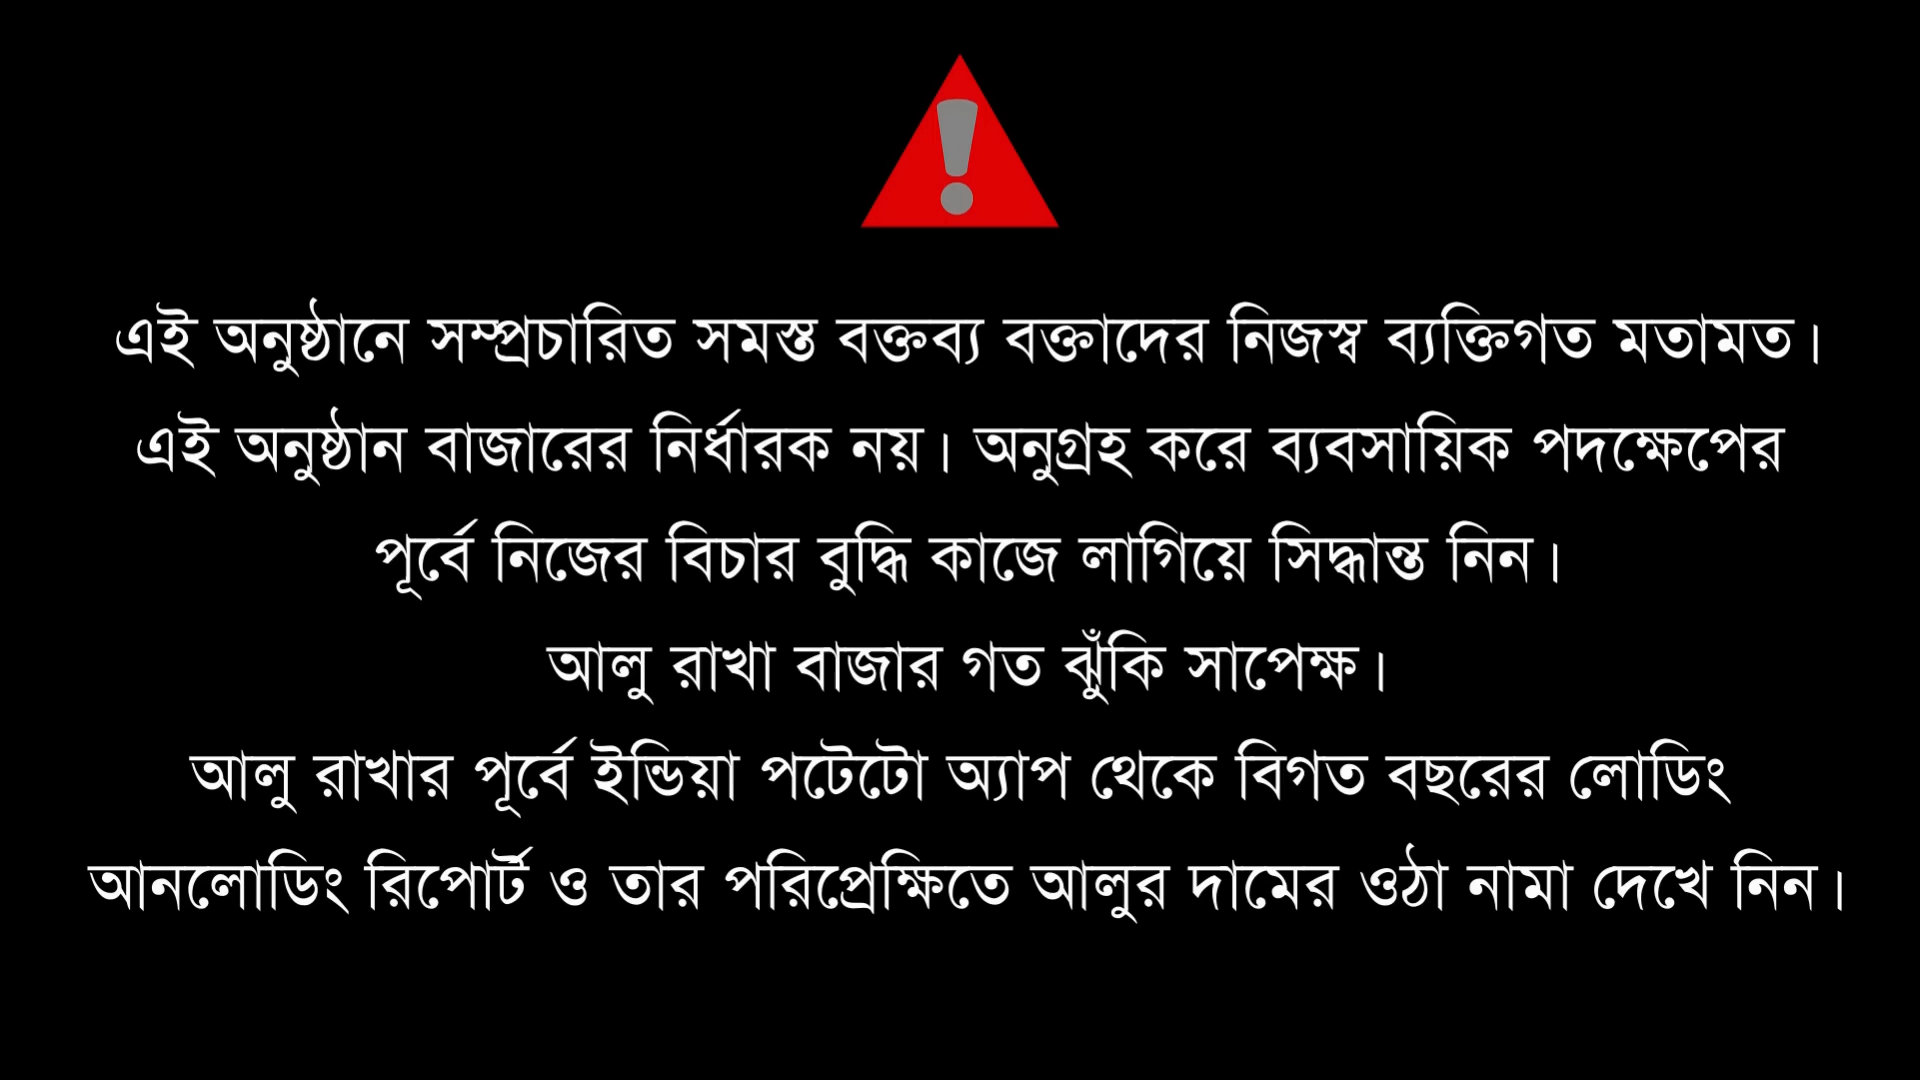 এই অনুষ্ঠানে সম্প্রচারিত সমস্ত বক্তব্য বক্তাদের নিজস্ব ব্যক্তিগত মতামত।
এই অনুষ্ঠান বাজারের নির্ধারক নয়। অনুগ্রহ করে ব্যবসায়িক পদক্ষেপের
পূর্বে নিজের বিচার বুদ্ধি কাজে লাগিয়ে সিদ্ধান্ত নিন।
আলু রাখা বাজার গত ঝুঁকি সাপেক্ষ।
আলু রাখার পূর্বে ইন্ডিয়া পটেটো অ্যাপ থেকে বিগত বছরের লোডিং
আনলোডিং রিপোর্ট ও তার পরিপ্রেক্ষিতে আলুর দামের ওঠা নামা দেখে নিন।